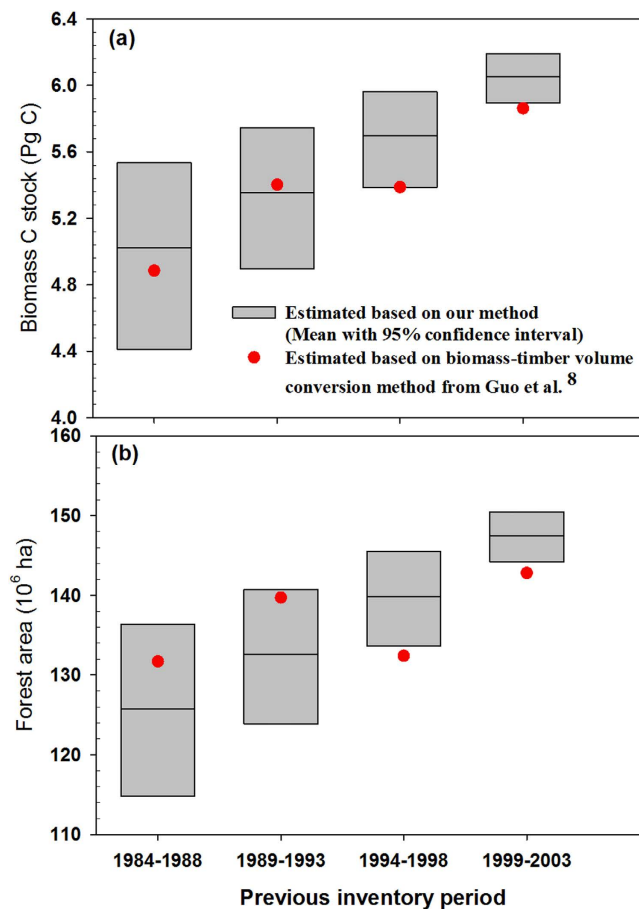 6.4
(a)
6.0
5.6
5.2
4.8
4.4
4.0
Biomass C stock (Pg C)
Estimated based on our method
(Mean with 95% confidence interval)
Estimated based on biomass-timber volume
conversion method from Guo et al. 8
160
(b)
150
140
130
120
110
Forest area (10⁶ ha)
1984-1988 1989-1993 1994-1998 1999-2003
Previous inventory period